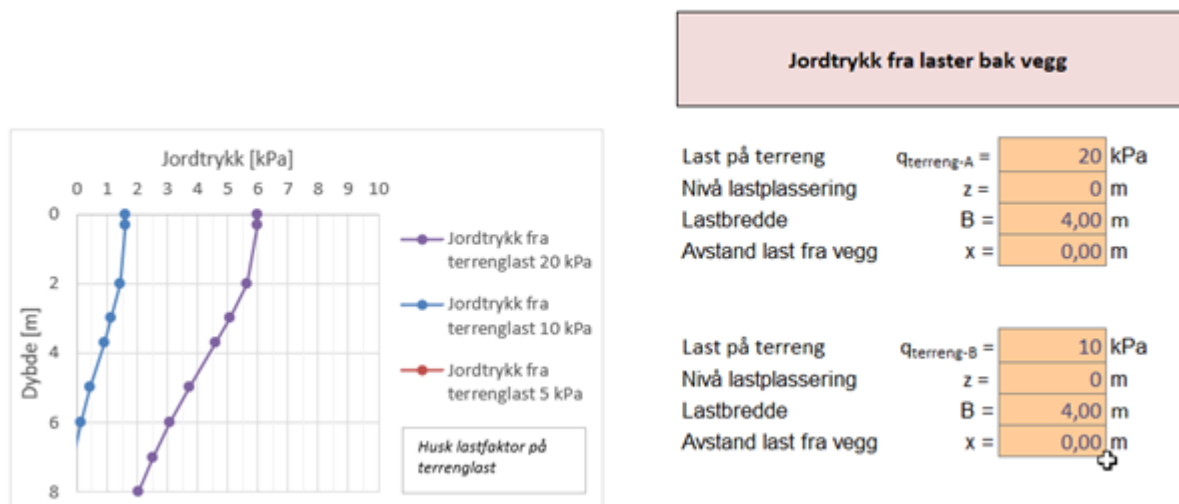 Jordtrykk fra laster bak vegg
Jordtrykk [kPa]
0 1 2 3 4 5 6 7 8 9 10
0
2
4
6
8
Dybde [m]
Jordtrykk fra
terrenglast 20 kPa
Jordtrykk fra
terrenglast 10 kPa
Jordtrykk fra
terrenglast 5 kPa
Husk lastfaktor på
terrenglast
Last på terreng qterreng-A = 20 kPa
Nivå lastplassering z = 0 m
Lastbredde B = 4,00 m
Avstand last fra vegg x = 0,00 m
Last på terreng qterreng-B = 10 kPa
Nivå lastplassering z = 0 m
Lastbredde B = 4,00 m
Avstand last fra vegg x = 0,00 m